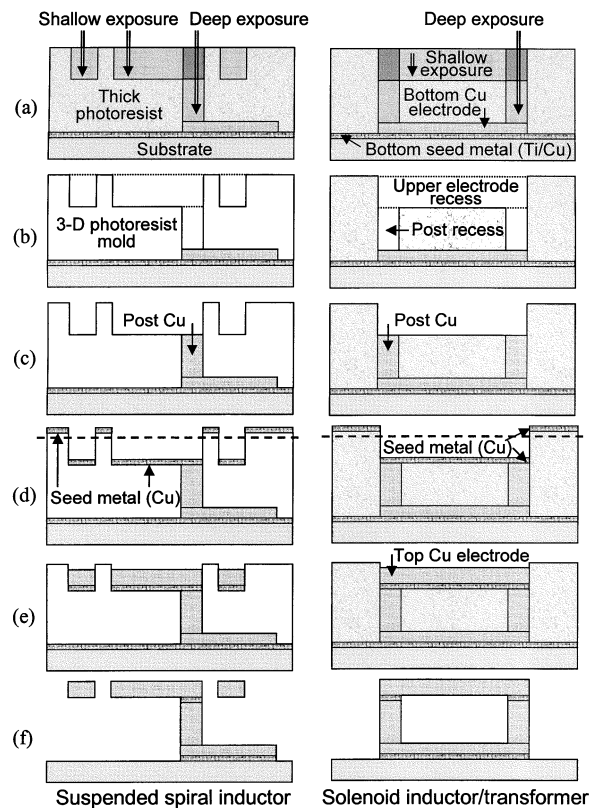 Shallow exposure
Deep exposure
Deep exposure
(a)
Thick
photoresist
Substrate
Shallow
exposure
Bottom Cu
electrode
Bottom seed metal (Ti/Cu)
(b)
3-D photoresist
mold
Upper electrode
recess
Post recess
(c)
Post Cu
Post Cu
(d)
Seed metal (Cu)
Seed metal (Cu)
(e)
Top Cu electrode
(f)
Suspended spiral inductor
Solenoid inductor/transformer